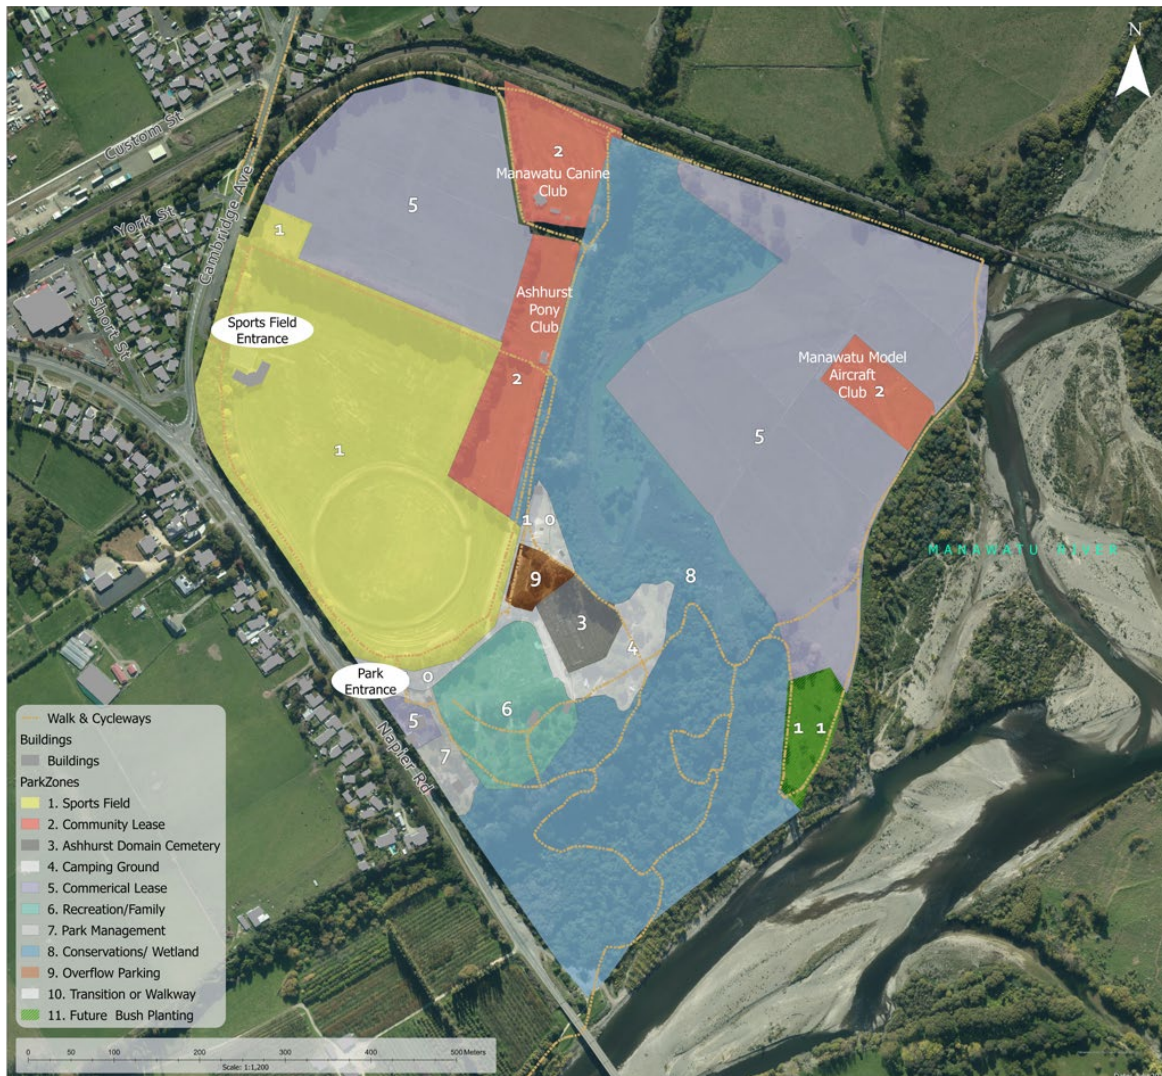 N
Custom St
York St
Short St
Cambridge Ave
5
2
Manawatu Canine
Club
1
Sports Field
Entrance
Ashhurst
Pony
Club
2
1
Manawatu Model
Aircraft
Club 2
5
MANAWATU RIVER
1 0
9
8
3
4
Park
Entrance
0
6
5
7
Napier Rd
1 1
Walk & Cycleways
Buildings
Buildings
ParkZones
1. Sports Field
2. Community Lease
3. Ashhurst Domain Cemetery
4. Camping Ground
5. Commerical Lease
6. Recreation/Family
7. Park Management
8. Conservations/ Wetland
9. Overflow Parking
10. Transition or Walkway
11. Future Bush Planting
0 50 100 200 300 400 500 Meters
Scale: 1:1,200